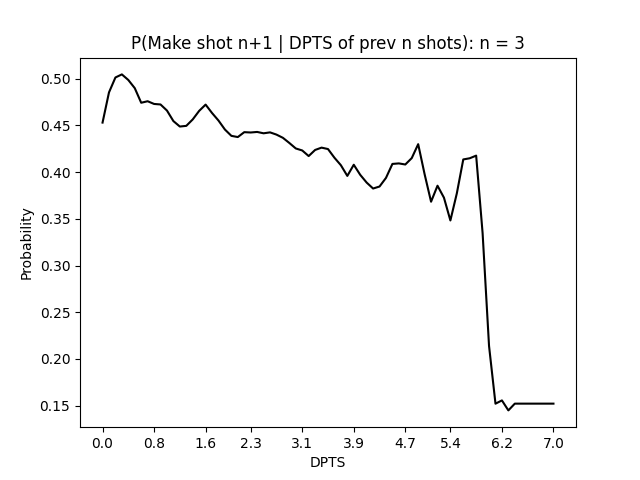 P(Make shot n+1 | DPTS of prev n shots): n = 3
0.50
0.45
0.40
0.35
0.30
0.25
0.20
0.15
Probability
0.0 0.8 1.6 2.3 3.1 3.9 4.7 5.4 6.2 7.0
DPTS